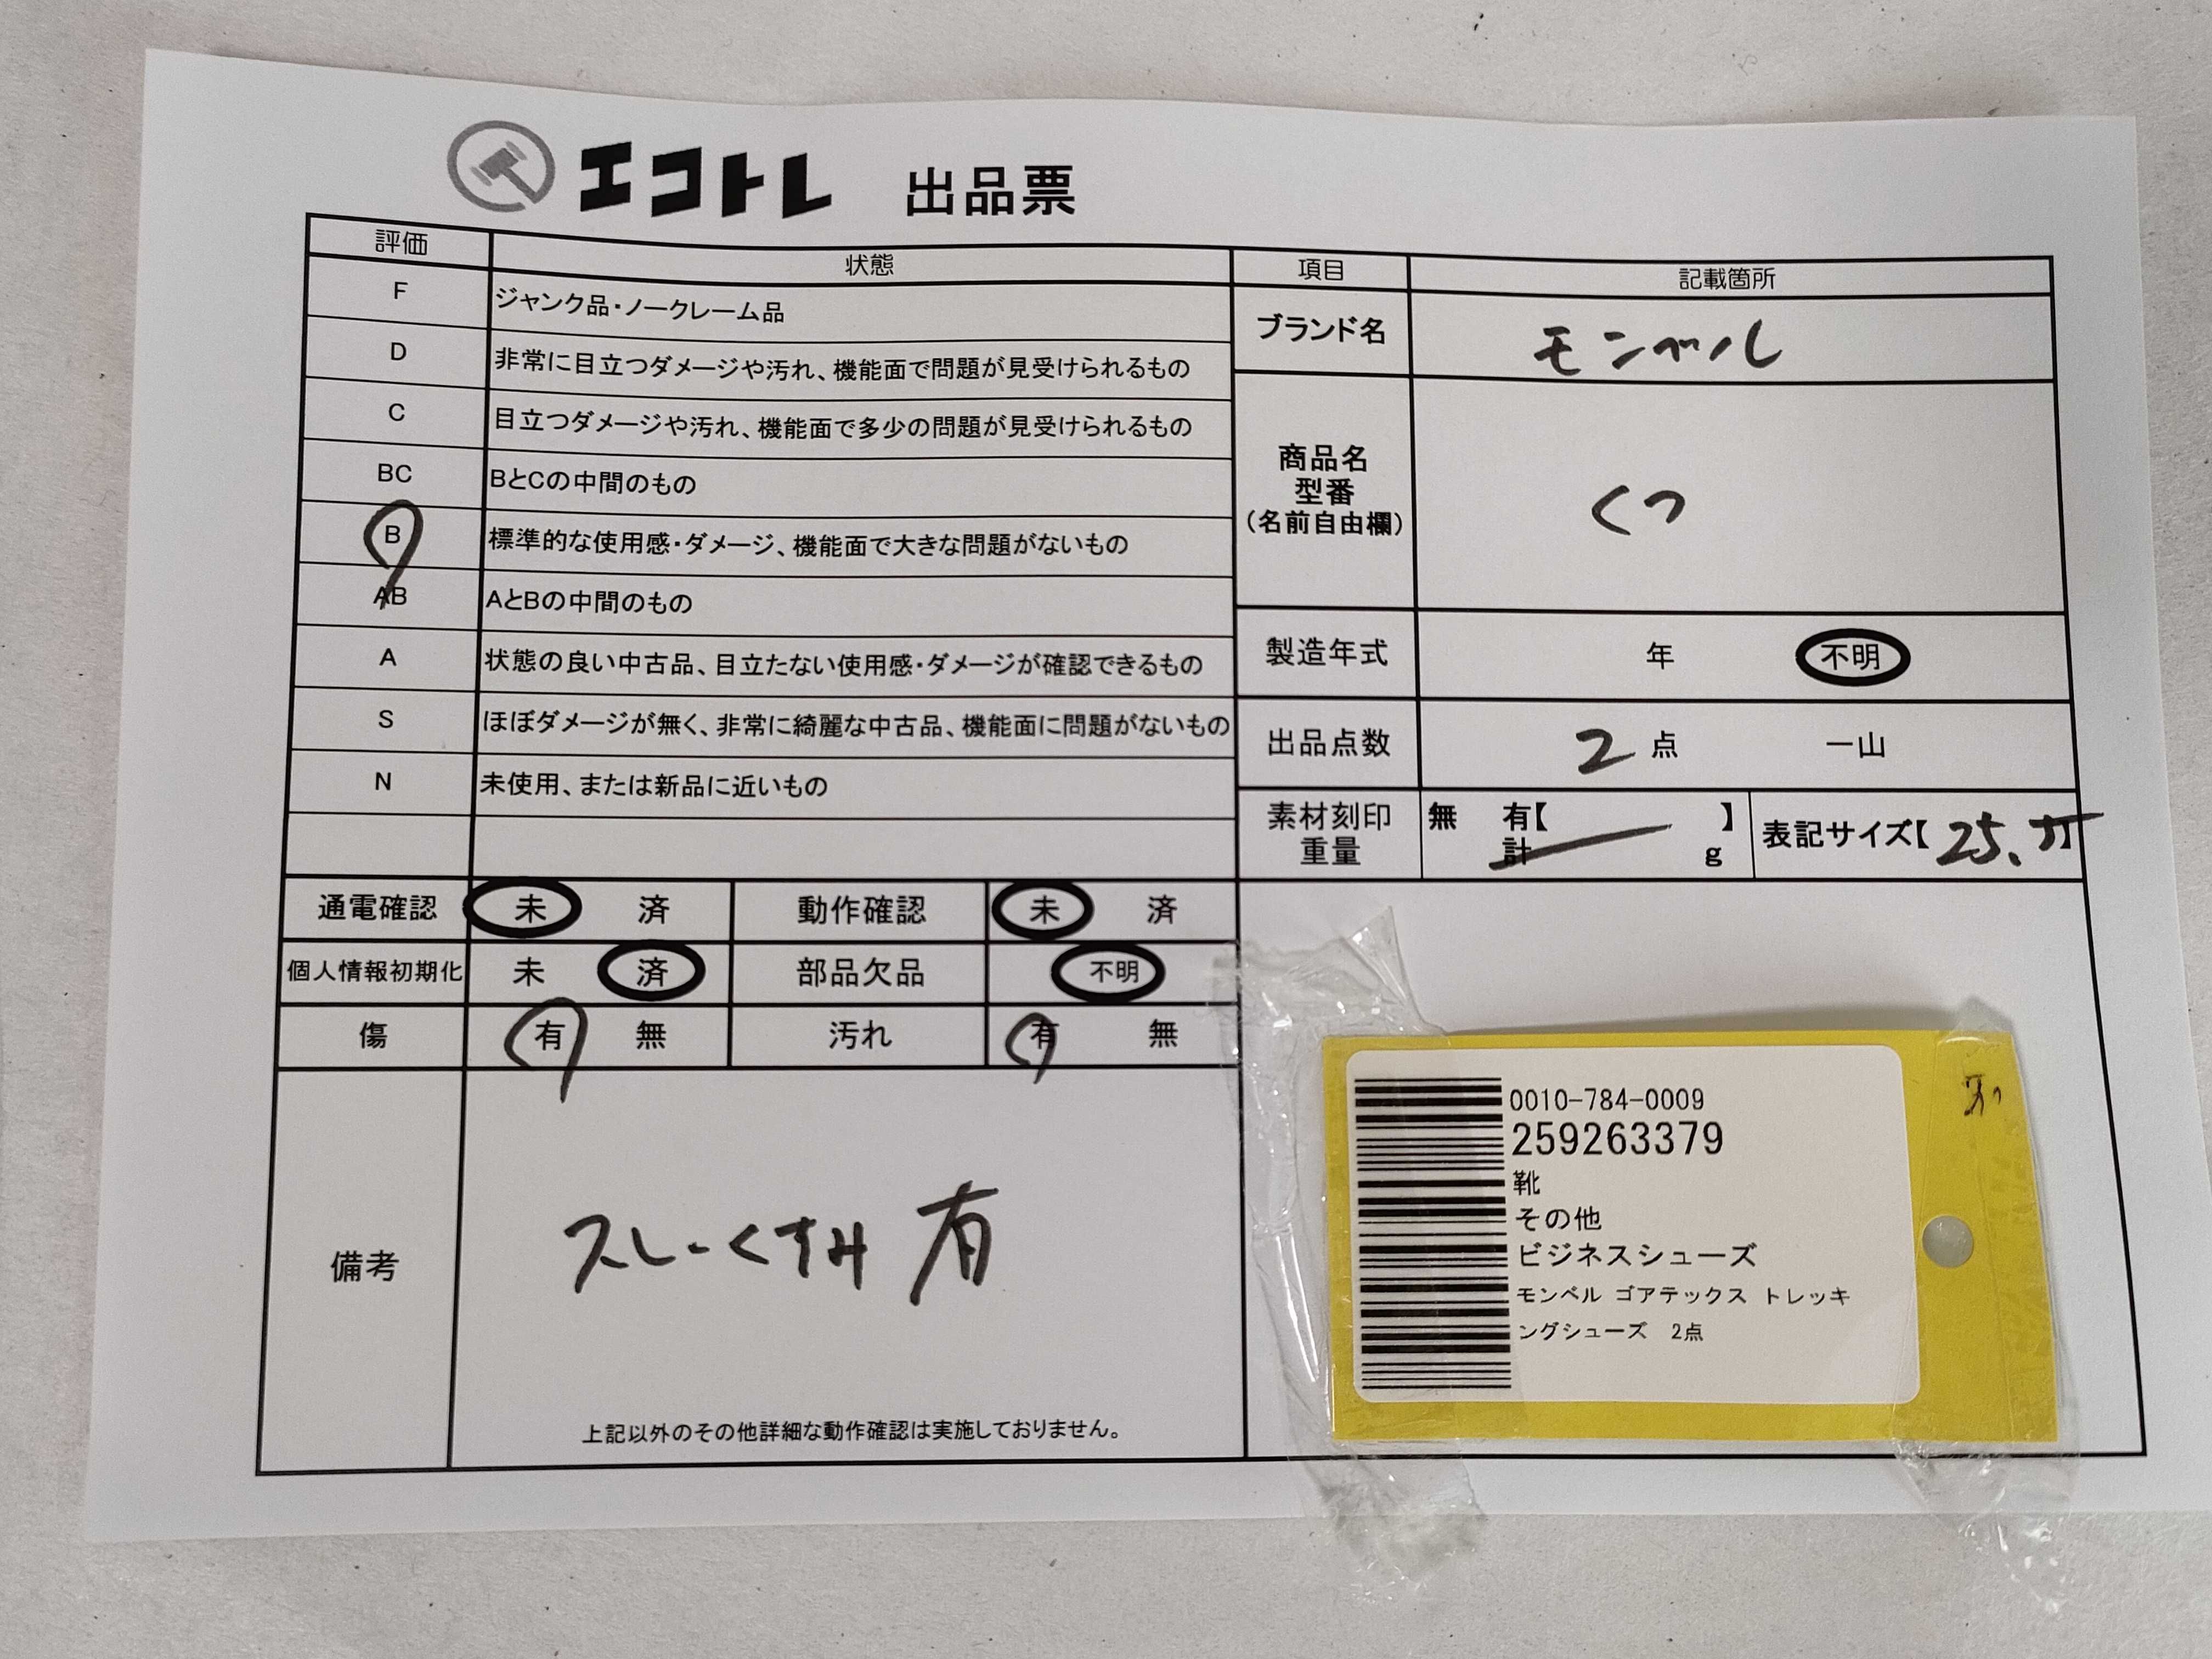 エコトレ 出品票
評価 状態 項目 記載箇所
F ジャンク品・ノークレーム品
D 非常に目立つダメージや汚れ、機能面で問題が見受けられるもの
C 目立つダメージや汚れ、機能面で多少の問題が見受けられるもの
BC BとCの中間のもの
B 標準的な使用感・ダメージ、機能面で大きな問題がないもの
AB AとBの中間のもの
A 状態の良い中古品、目立たない使用感・ダメージが確認できるもの
S ほぼダメージが無く、非常に綺麗な中古品、機能面に問題がないもの
N 未使用、または新品に近いもの
ブランド名 モンベル
商品名
型番
(名前自由欄)
くつ
製造年式 年 不明
出品点数 2 点 一山
素材刻印 無 有【 】
重量 計 g
表記サイズ【25.5】
通電確認 未 済 動作確認 未 済
個人情報初期化 未 済 部品欠品 不明
傷 有 無 汚れ 有 無
備考
スレ・くすみ 有
上記以外のその他詳細な動作確認は実施しておりません。
0010-784-0009
259263379
靴
その他
ビジネスシューズ
モンベル ゴアテックス トレッキ
ングシューズ 2点